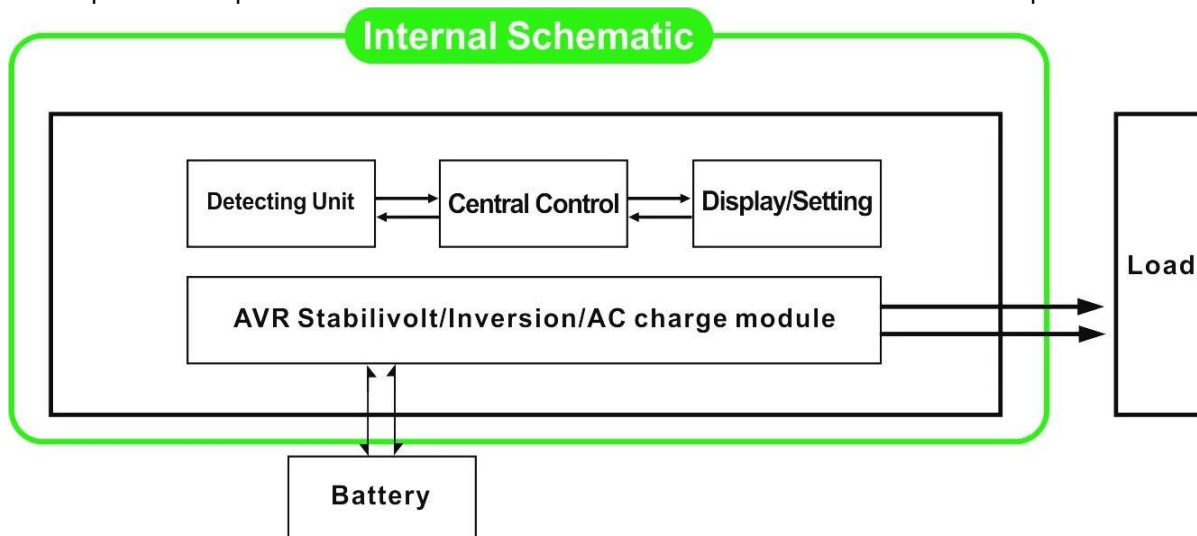 Internal Schematic
Detecting Unit
Central Control
Display/Setting
Load
AVR Stabilivolt/Inversion/AC charge module
Battery